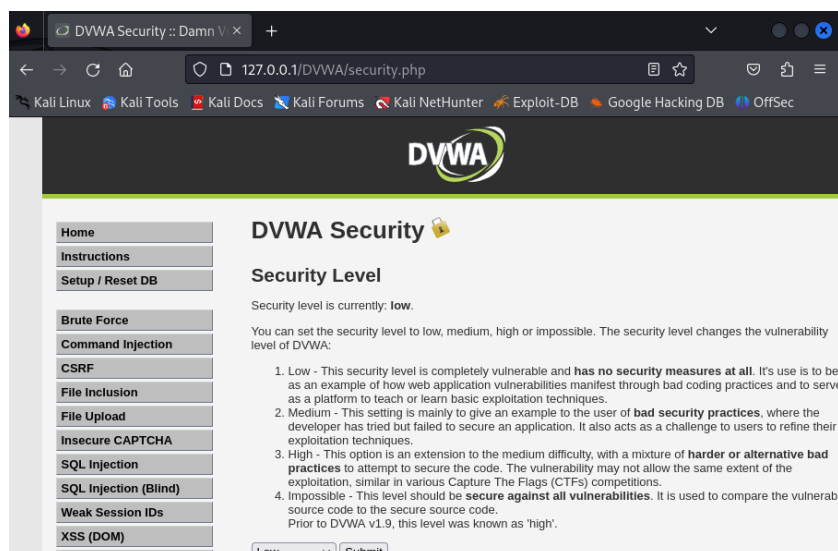 DVWA Security :: Damn V
127.0.0.1/DVWA/security.php
Kali Linux Kali Tools Kali Docs Kali Forums Kali NetHunter Exploit-DB Google Hacking DB OffSec
DVWA
Home
Instructions
Setup / Reset DB
Brute Force
Command Injection
CSRF
File Inclusion
File Upload
Insecure CAPTCHA
SQL Injection
SQL Injection (Blind)
Weak Session IDs
XSS (DOM)
DVWA Security
Security Level
Security level is currently: low.
You can set the security level to low, medium, high or impossible. The security level changes the vulnerability
level of DVWA:
1. Low - This security level is completely vulnerable and has no security measures at all. It's use is to be
as an example of how web application vulnerabilities manifest through bad coding practices and to serve
as a platform to teach or learn basic exploitation techniques.
2. Medium - This setting is mainly to give an example to the user of bad security practices, where the
developer has tried but failed to secure an application. It also acts as a challenge to users to refine their
exploitation techniques.
3. High - This option is an extension to the medium difficulty, with a mixture of harder or alternative bad
practices to attempt to secure the code. The vulnerability may not allow the same extent of the
exploitation, similar in various Capture The Flags (CTFs) competitions.
4. Impossible - This level should be secure against all vulnerabilities. It is used to compare the vulnerab
source code to the secure source code.
Prior to DVWA v1.9, this level was known as 'high'.
Low Submit